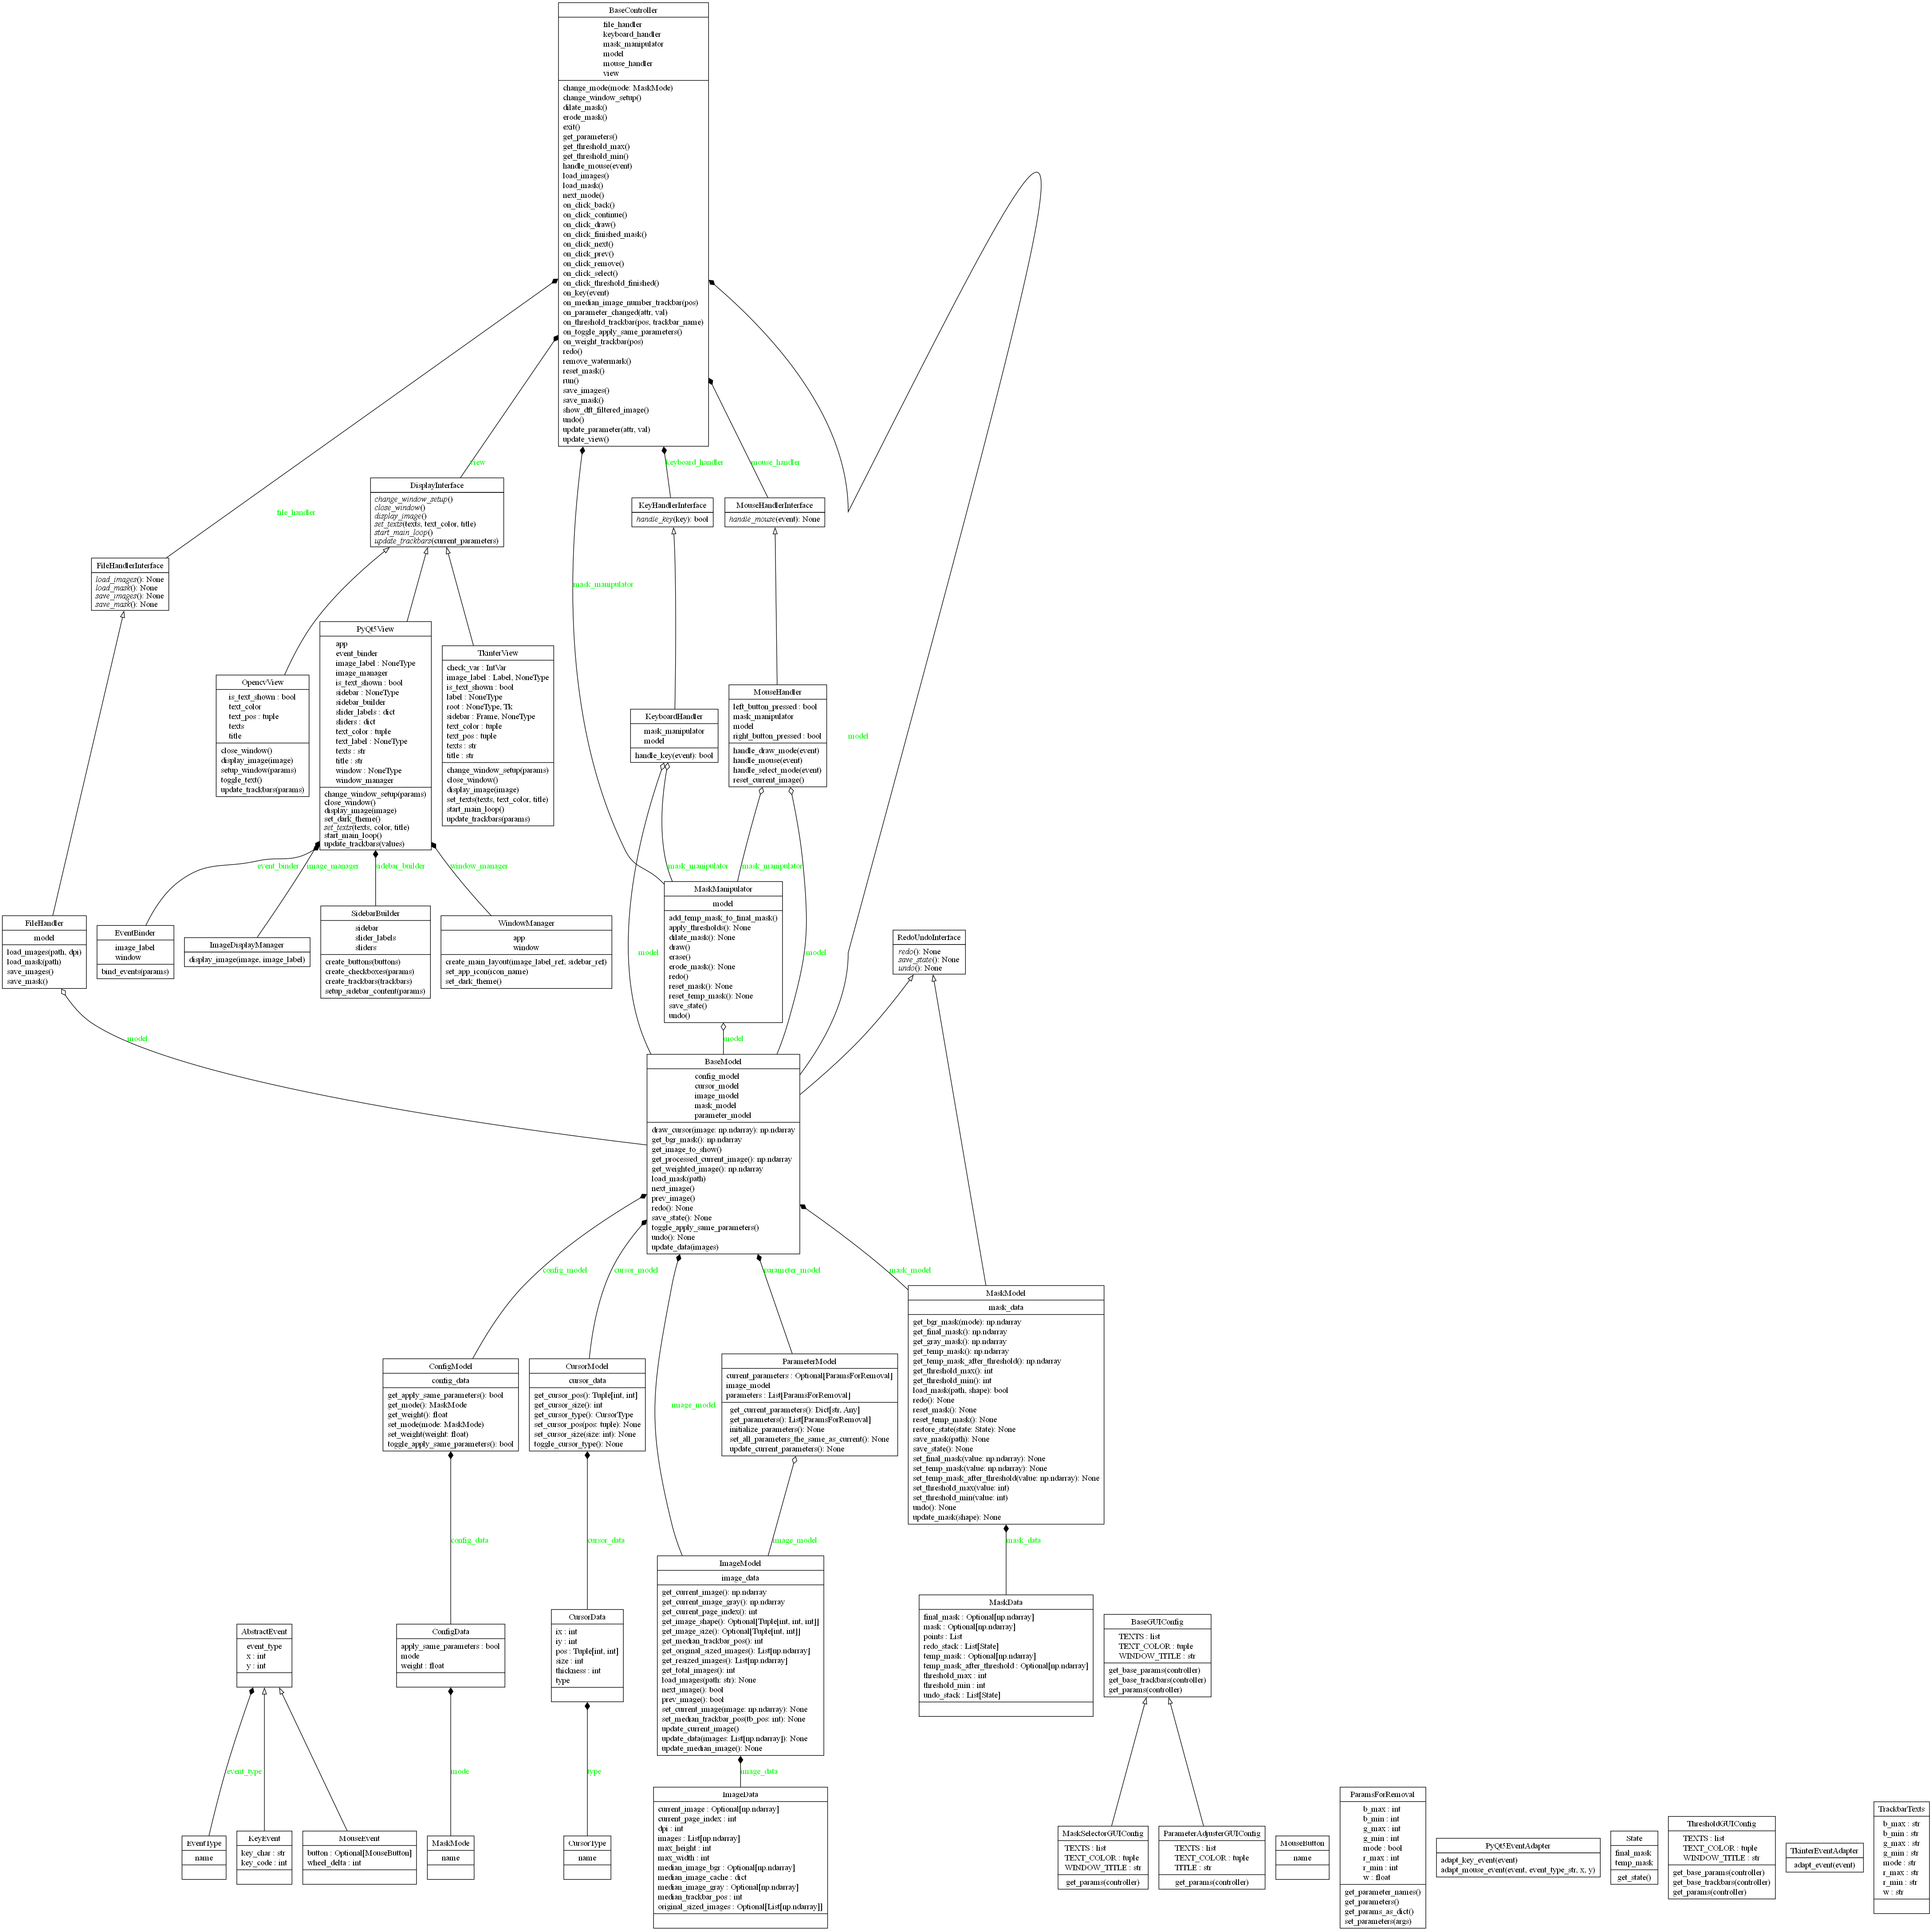 BaseController
file_handler
keyboard_handler
mask_manipulator
model
mouse_handler
view
change_mode(mode: MaskMode)
change_window_setup()
dilate_mask()
erode_mask()
exit()
get_parameters()
get_threshold_max()
get_threshold_min()
handle_mouse(event)
load_images()
load_mask()
next_mode()
on_click_back()
on_click_continue()
on_click_draw()
on_click_finished_mask()
on_click_next()
on_click_prev()
on_click_remove()
on_click_select()
on_click_threshold_finished()
on_key(event)
on_median_image_number_trackbar(pos)
on_parameter_changed(attr, val)
on_threshold_trackbar(pos, trackbar_name)
on_toggle_apply_same_parameters()
on_weight_trackbar(pos)
redo()
remove_watermark()
reset_mask()
run()
save_images()
save_mask()
show_dft_filtered_image()
undo()
update_parameter(attr, val)
update_view()
view
keyboard_handler
mouse_handler
file_handler
mask_manipulator
model
DisplayInterface
change_window_setup()
close_window()
display_image()
set_texts(texts, text_color, title)
start_main_loop()
update_trackbars(current_parameters)
KeyHandlerInterface
handle_key(key): bool
MouseHandlerInterface
handle_mouse(event): None
FileHandlerInterface
load_images(): None
load_mask(): None
save_images(): None
save_mask(): None
OpencvView
is_text_shown : bool
text_color
text_pos : tuple
texts
title
close_window()
display_image(image)
setup_window(params)
toggle_text()
update_trackbars(params)
PyQt5View
app
event_binder
image_label : NoneType
image_manager
is_text_shown : bool
sidebar : NoneType
sidebar_builder
slider_labels : dict
sliders : dict
text_color : tuple
text_label : NoneType
texts : str
title : str
window : NoneType
window_manager
change_window_setup(params)
close_window()
display_image(image)
set_dark_theme()
set_texts(texts, color, title)
start_main_loop()
update_trackbars(values)
TkinterView
check_var : IntVar
image_label : Label, NoneType
is_text_shown : bool
label : NoneType
root : NoneType, Tk
sidebar : Frame, NoneType
text_color : tuple
text_pos : tuple
texts : str
title : str
change_window_setup(params)
close_window()
display_image(image)
set_texts(texts, text_color, title)
start_main_loop()
update_trackbars(params)
KeyboardHandler
mask_manipulator
model
handle_key(event): bool
MouseHandler
left_button_pressed : bool
mask_manipulator
model
right_button_pressed : bool
handle_draw_mode(event)
handle_mouse(event)
handle_select_mode(event)
reset_current_image()
event_binder
image_manager
sidebar_builder
window_manager
mask_manipulator
mask_manipulator
FileHandler
model
load_images(path, dpi)
load_mask(path)
save_images()
save_mask()
EventBinder
image_label
window
bind_events(params)
ImageDisplayManager
display_image(image, image_label)
SidebarBuilder
sidebar
slider_labels
sliders
create_buttons(buttons)
create_checkboxes(params)
create_trackbars(trackbars)
setup_sidebar_content(params)
WindowManager
app
window
create_main_layout(image_label_ref, sidebar_ref)
set_app_icon(icon_name)
set_dark_theme()
MaskManipulator
model
add_temp_mask_to_final_mask()
apply_thresholds(): None
dilate_mask(): None
draw()
erase()
erode_mask(): None
redo()
reset_mask(): None
reset_temp_mask(): None
save_state()
undo()
RedoUndoInterface
redo(): None
save_state(): None
undo(): None
model
model
model
model
BaseModel
config_model
cursor_model
image_model
mask_model
parameter_model
draw_cursor(image: np.ndarray): np.ndarray
get_bgr_mask(): np.ndarray
get_image_to_show()
get_processed_current_image(): np.ndarray
get_weighted_image(): np.ndarray
load_mask(path)
next_image()
prev_image()
redo(): None
save_state(): None
toggle_apply_same_parameters()
undo(): None
update_data(images)
config_model
cursor_model
parameter_model
mask_model
image_model
ConfigModel
config_data
get_apply_same_parameters(): bool
get_mode(): MaskMode
get_weight(): float
set_mode(mode: MaskMode)
set_weight(weight: float)
toggle_apply_same_parameters(): bool
CursorModel
cursor_data
get_cursor_pos(): Tuple[int, int]
get_cursor_size(): int
get_cursor_type(): CursorType
set_cursor_pos(pos: tuple): None
set_cursor_size(size: int): None
toggle_cursor_type(): None
ParameterModel
current_parameters : Optional[ParamsForRemoval]
image_model
parameters : List[ParamsForRemoval]
get_current_parameters(): Dict[str, Any]
get_parameters(): List[ParamsForRemoval]
initialize_parameters(): None
set_all_parameters_the_same_as_current(): None
update_current_parameters(): None
MaskModel
mask_data
get_bgr_mask(mode): np.ndarray
get_final_mask(): np.ndarray
get_gray_mask(): np.ndarray
get_temp_mask(): np.ndarray
get_temp_mask_after_threshold(): np.ndarray
get_threshold_max(): int
get_threshold_min(): int
load_mask(path, shape): bool
redo(): None
reset_mask(): None
reset_temp_mask(): None
restore_state(state: State): None
save_mask(path): None
save_state(): None
set_final_mask(value: np.ndarray): None
set_temp_mask(value: np.ndarray): None
set_temp_mask_after_threshold(value: np.ndarray): None
set_threshold_max(value: int)
set_threshold_min(value: int)
undo(): None
update_mask(shape): None
config_data
cursor_data
image_model
mask_data
ImageModel
image_data
get_current_image(): np.ndarray
get_current_image_gray(): np.ndarray
get_current_page_index(): int
get_image_shape(): Optional[Tuple[int, int, int]]
get_image_size(): Optional[Tuple[int, int]]
get_median_trackbar_pos(): int
get_original_sized_images(): List[np.ndarray]
get_resized_images(): List[np.ndarray]
get_total_images(): int
load_images(path: str): None
next_image(): bool
prev_image(): bool
set_current_image(image: np.ndarray): None
set_median_trackbar_pos(tb_pos: int): None
update_current_image()
update_data(images: List[np.ndarray]): None
update_median_image(): None
AbstractEvent
event_type
x : int
y : int
ConfigData
apply_same_parameters : bool
mode
weight : float
CursorData
ix : int
iy : int
pos : Tuple[int, int]
size : int
thickness : int
type
MaskData
final_mask : Optional[np.ndarray]
mask : Optional[np.ndarray]
points : List
redo_stack : List[State]
temp_mask : Optional[np.ndarray]
temp_mask_after_threshold : Optional[np.ndarray]
threshold_max : int
threshold_min : int
undo_stack : List[State]
BaseGUIConfig
TEXTS : list
TEXT_COLOR : tuple
WINDOW_TITLE : str
get_base_params(controller)
get_base_trackbars(controller)
get_params(controller)
event_type
mode
type
image_data
EventType
name
KeyEvent
key_char : str
key_code : int
MouseEvent
button : Optional[MouseButton]
wheel_delta : int
MaskMode
name
CursorType
name
ImageData
current_image : Optional[np.ndarray]
current_page_index : int
dpi : int
images : List[np.ndarray]
max_height : int
max_width : int
median_image_bgr : Optional[np.ndarray]
median_image_cache : dict
median_image_gray : Optional[np.ndarray]
median_trackbar_pos : int
original_sized_images : Optional[List[np.ndarray]]
MaskSelectorGUIConfig
TEXTS : list
TEXT_COLOR : tuple
WINDOW_TITLE : str
get_params(controller)
ParameterAdjusterGUIConfig
TEXTS : list
TEXT_COLOR : tuple
TITLE : str
get_params(controller)
MouseButton
name
ParamsForRemoval
b_max : int
b_min : int
g_max : int
g_min : int
mode : bool
r_max : int
r_min : int
w : float
get_parameter_names()
get_parameters()
get_params_as_dict()
set_parameters(args)
PyQt5EventAdapter
adapt_key_event(event)
adapt_mouse_event(event, event_type_str, x, y)
State
final_mask
temp_mask
get_state()
ThresholdGUIConfig
TEXTS : list
TEXT_COLOR : tuple
WINDOW_TITLE : str
get_base_params(controller)
get_base_trackbars(controller)
get_params(controller)
TkinterEventAdapter
adapt_event(event)
TrackbarTexts
b_max : str
b_min : str
g_max : str
g_min : str
mode : str
r_max : str
r_min : str
w : str